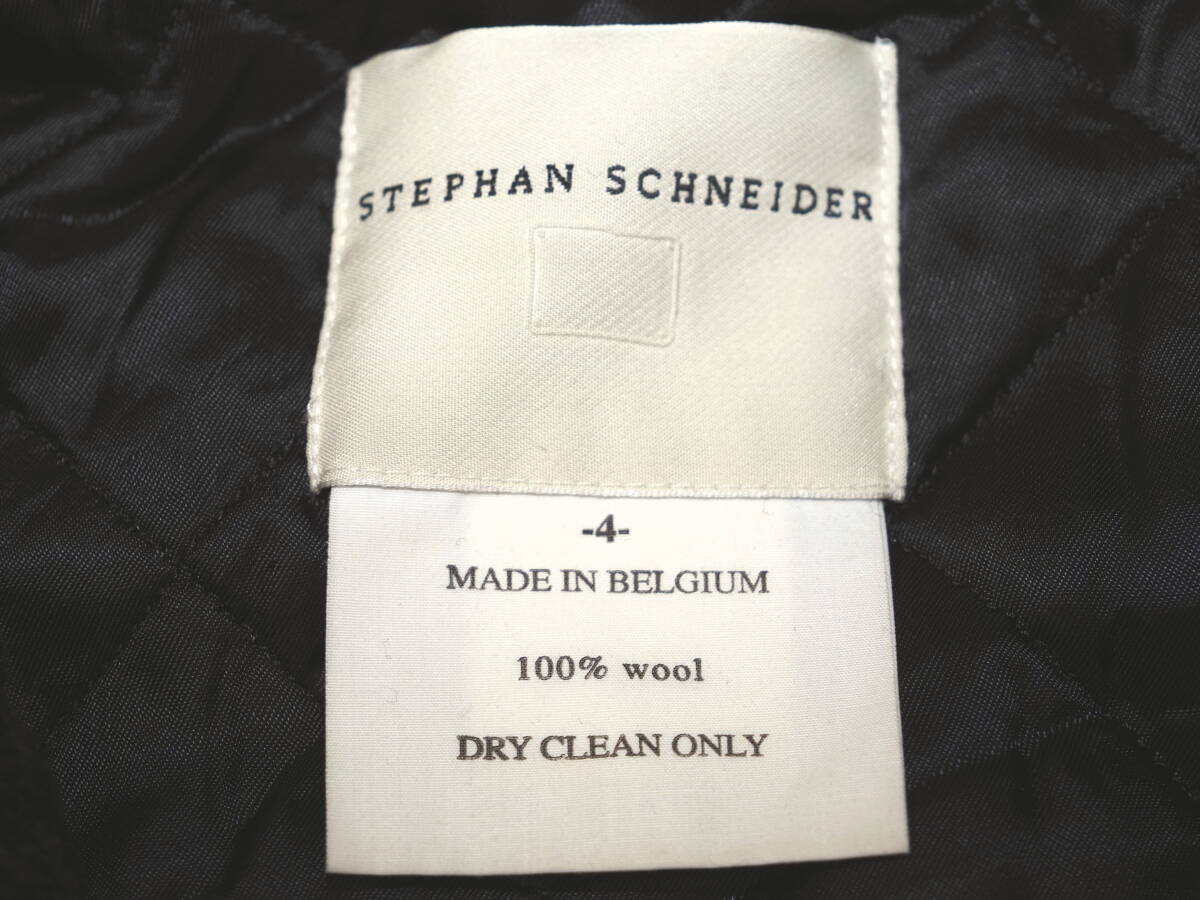 STEPHAN SCHNEIDER
-4-
MADE IN BELGIUM
100% wool
DRY CLEAN ONLY